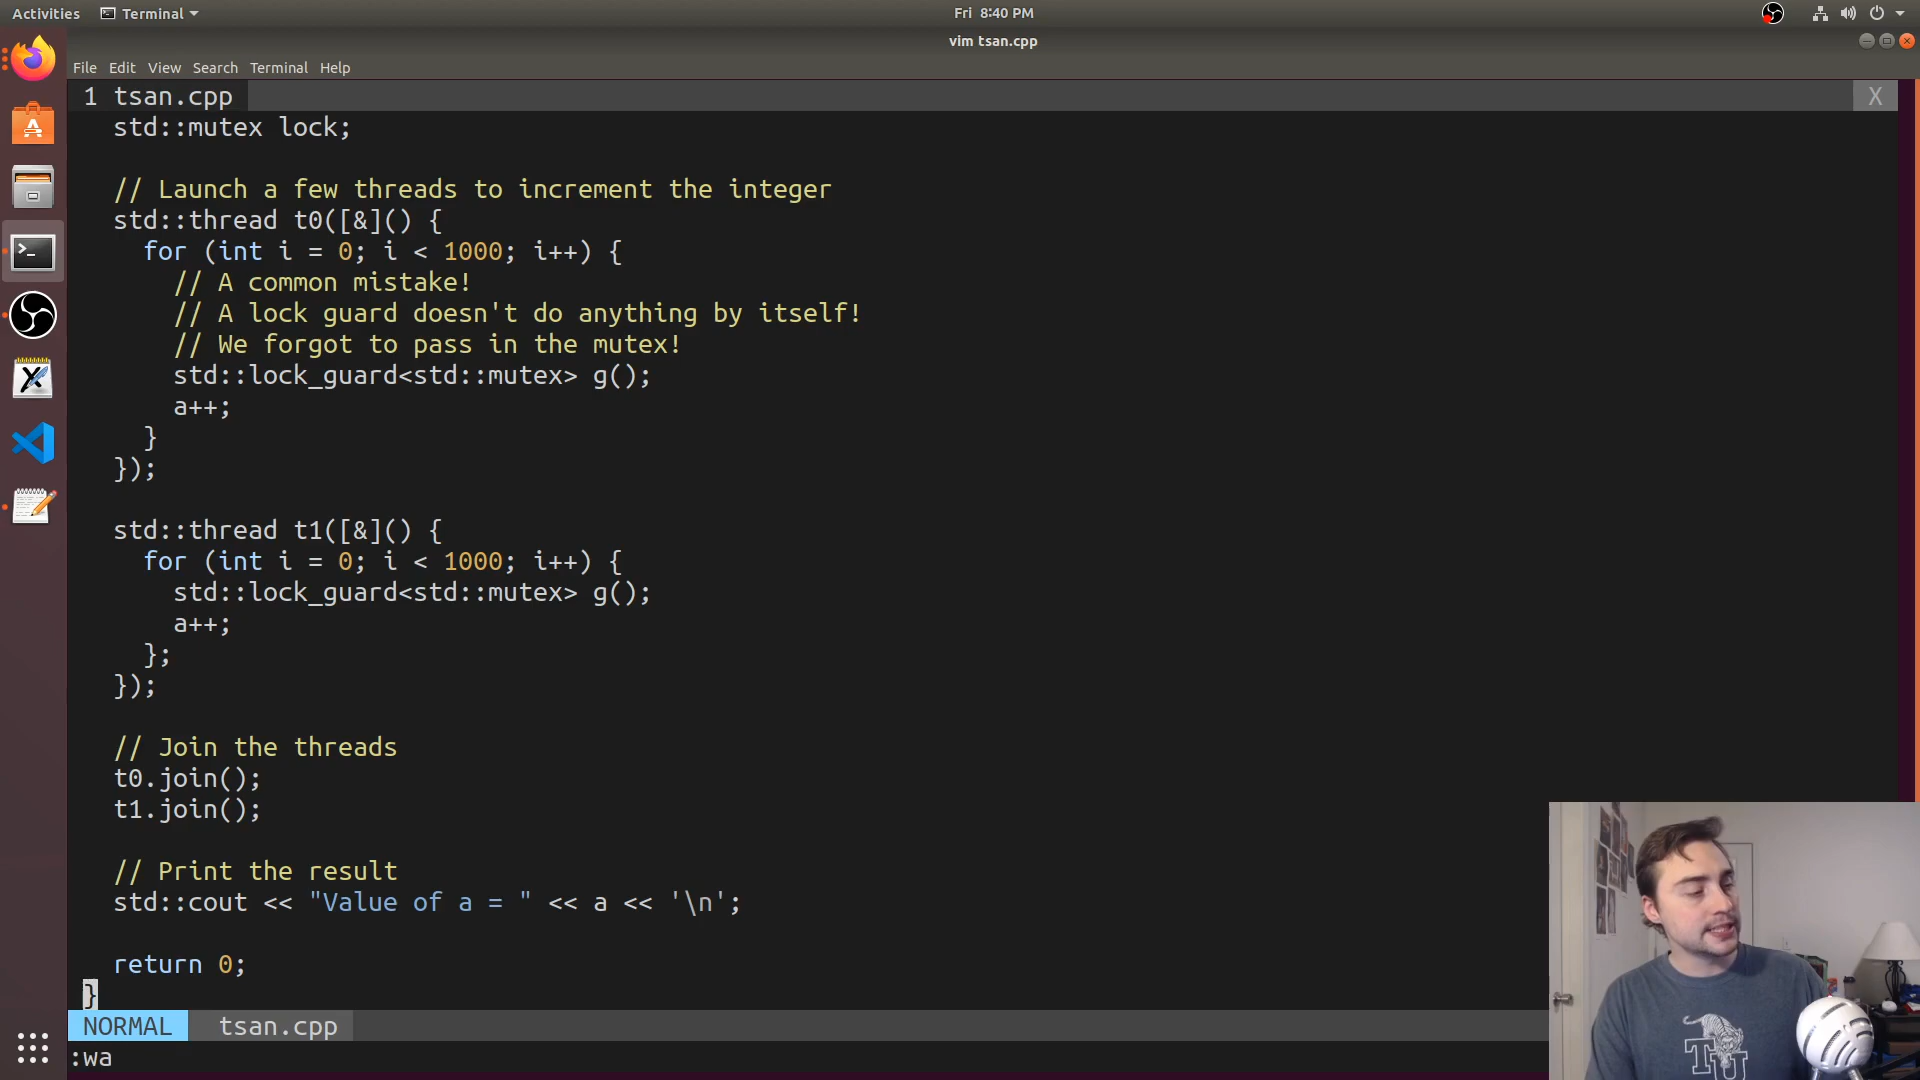 Activities
Terminal
Fri 8:40 PM
vim tsan.cpp
File Edit View Search Terminal Help
1 tsan.cpp X
std::mutex lock;
// Launch a few threads to increment the integer
std::thread t0([&]() {
for (int i = 0; i < 1000; i++) {
// A common mistake!
// A lock guard doesn't do anything by itself!
// We forgot to pass in the mutex!
std::lock_guard<std::mutex> g();
a++;
}
});
std::thread t1([&]() {
for (int i = 0; i < 1000; i++) {
std::lock_guard<std::mutex> g();
a++;
};
});
// Join the threads
t0.join();
t1.join();
// Print the result
std::cout << "Value of a = " << a << '\n';
return 0;
}
NORMAL tsan.cpp
:wa
TU